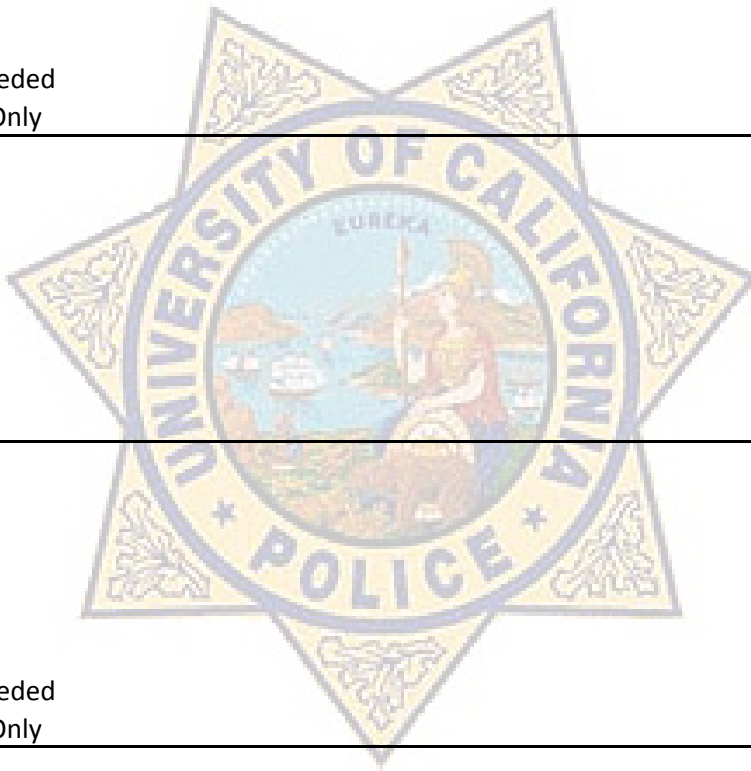 eded
Only
UNIVERSITY OF CALIFORNIA
EUREKA
* POLICE *
eded
Only